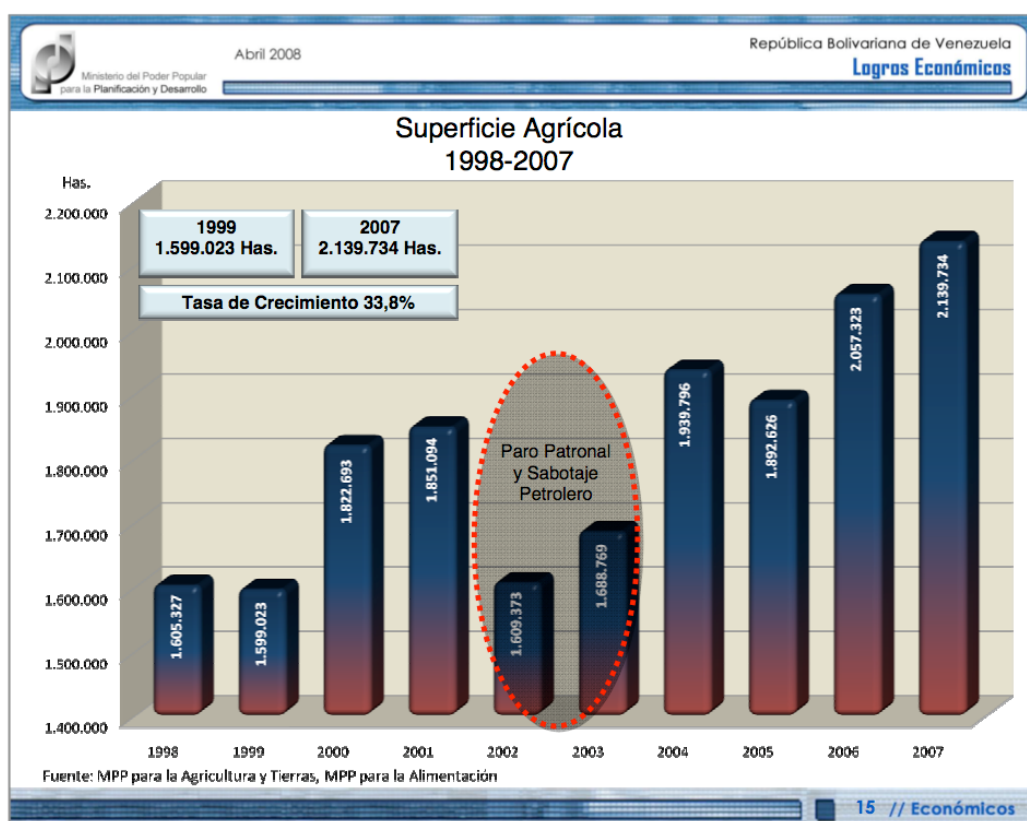 Ministerio del Poder Popular
para la Planificación y Desarrollo
Abril 2008
República Bolivariana de Venezuela
Logros Económicos
Superficie Agrícola
1998-2007
Has.
2.200.000
2.100.000
2.000.000
1.900.000
1.800.000
1.700.000
1.600.000
1.500.000
1.400.000
1999
1.599.023 Has.
2007
2.139.734 Has.
Tasa de Crecimiento 33,8%
Paro Patronal
y Sabotaje
Petrolero
1.605.327
1.599.023
1.822.693
1.851.094
1.609.373
1.688.769
1.939.796
1.892.626
2.057.323
2.139.734
1998 1999 2000 2001 2002 2003 2004 2005 2006 2007
Fuente: MPP para la Agricultura y Tierras, MPP para la Alimentación
15 // Económicos